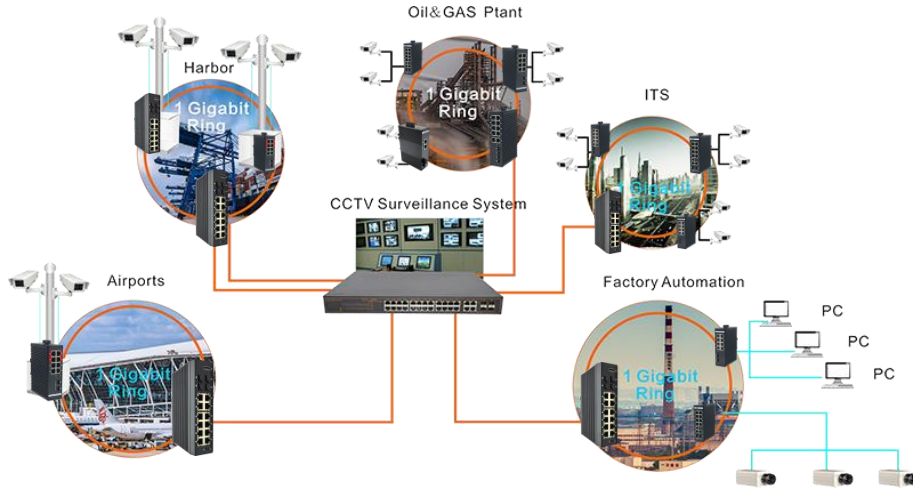 Oil&GAS Ptant
Harbor
1 Gigabit
Ring
1 Gigabit
Ring
ITS
1 Gigabit
Ring
CCTV Surveillance System
Airports
Factory Automation
1 Gigabit
Ring
1 Gigabit
Ring
PC
PC
PC